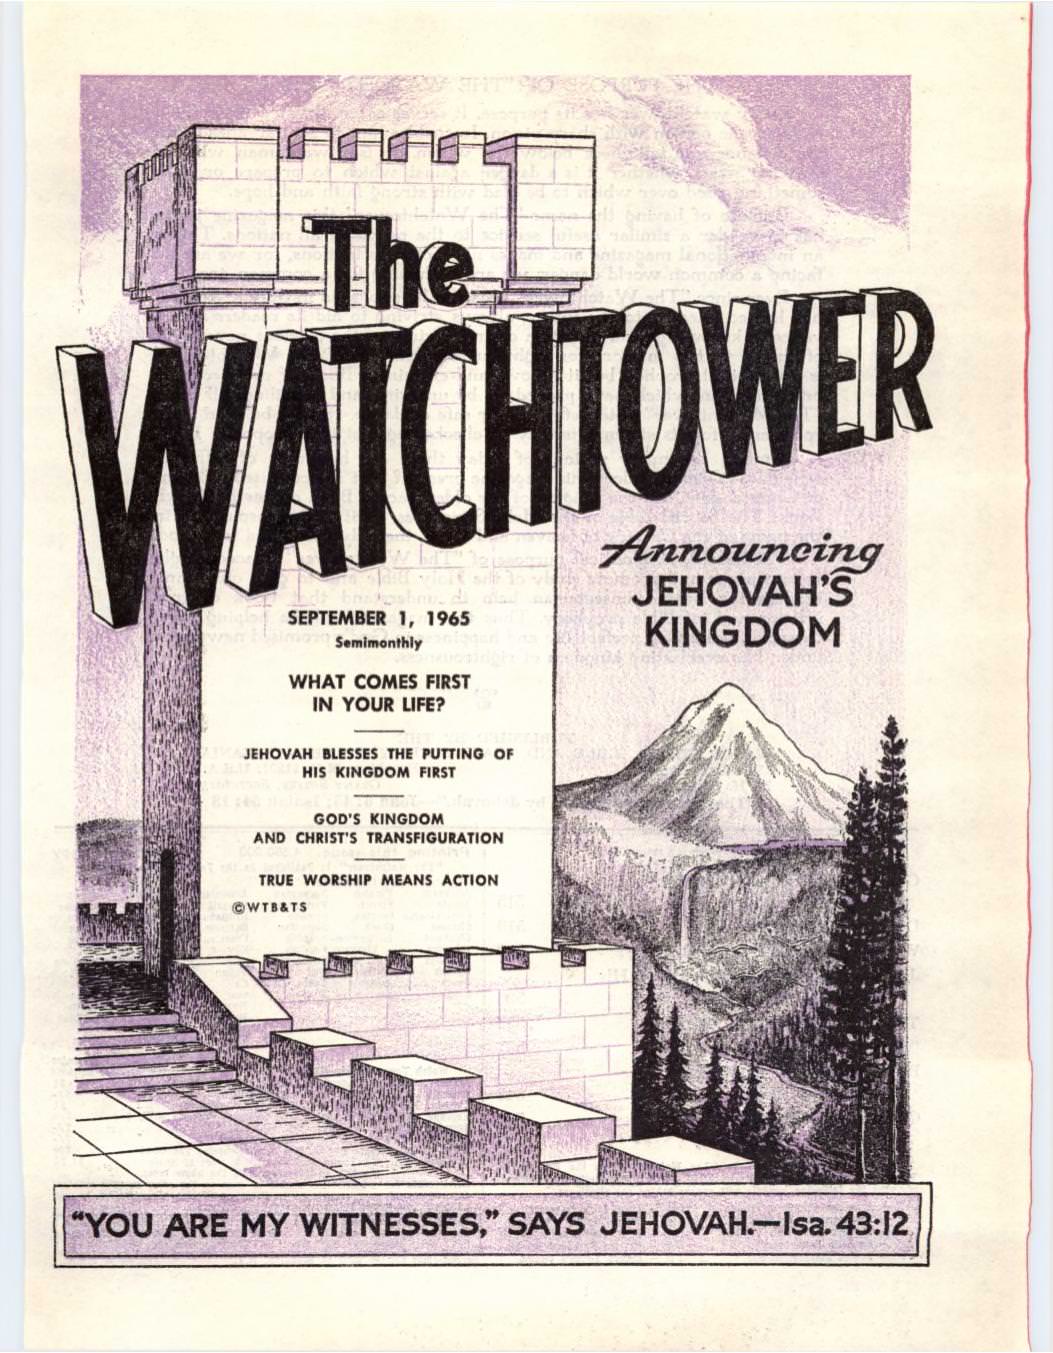 The
WATCHTOWER
Announcing
JEHOVAH'S
KINGDOM
SEPTEMBER 1, 1965
Semimonthly
WHAT COMES FIRST
IN YOUR LIFE?
JEHOVAH BLESSES THE PUTTING OF
HIS KINGDOM FIRST
GOD'S KINGDOM
AND CHRIST'S TRANSFIGURATION
TRUE WORSHIP MEANS ACTION
©WTB&TS
“YOU ARE MY WITNESSES,” SAYS JEHOVAH.—Isa. 43:12